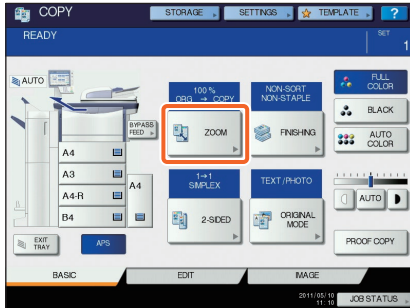 COPY
STORAGE
SETTINGS
TEMPLATE
?
READY
SET
1
AUTO
100 %
ORG → COPY
NON-SORT
NON-STAPLE
FULL
COLOR
BYPASS
FEED
ZOOM
FINISHING
BLACK
AUTO
COLOR
A4
A3
A4-R
B4
A4
1→1
SIMPLEX
TEXT/PHOTO
2-SIDED
ORIGINAL
MODE
AUTO
EXIT
TRAY
APS
PROOF COPY
BASIC
EDIT
IMAGE
2011/05/10
11:10
JOB STATUS